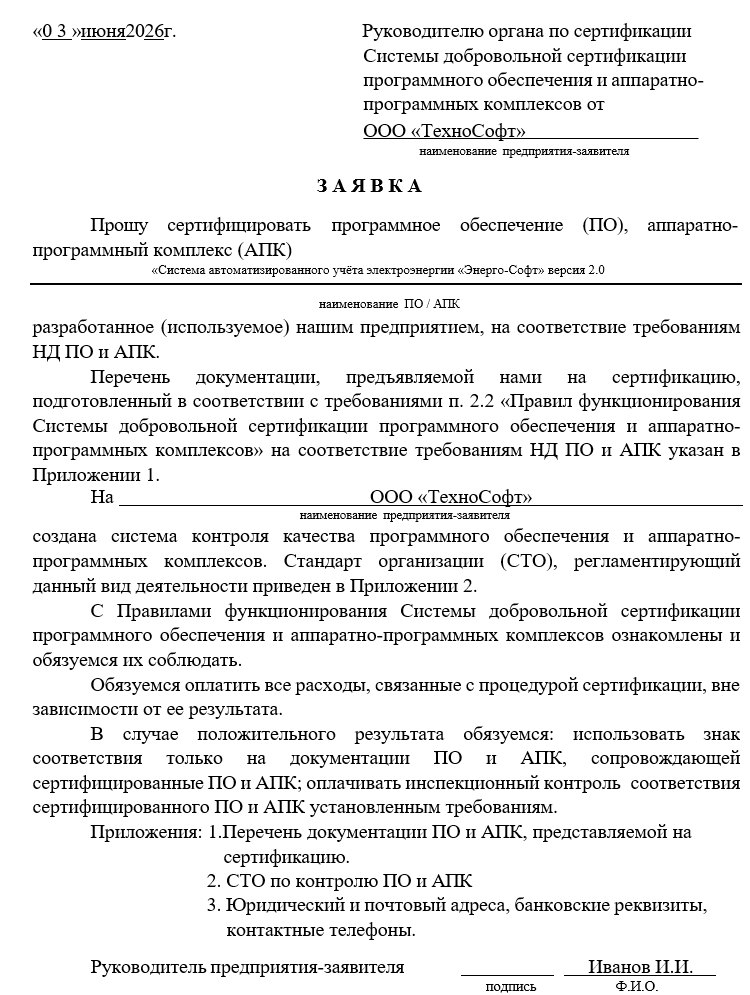 «0 3 »июня2026г.
Руководителю органа по сертификации
Системы добровольной сертификации
программного обеспечения и аппаратно-
программных комплексов от
ООО «ТехноСофт»
наименование предприятия-заявителя
З А Я В К А
Прошу сертифицировать программное обеспечение (ПО), аппаратно-
программный комплекс (АПК)
«Система автоматизированного учёта электроэнергии «Энерго-Софт» версия 2.0
наименование ПО / АПК
разработанное (используемое) нашим предприятием, на соответствие требованиям
НД ПО и АПК.
Перечень документации, предъявляемой нами на сертификацию,
подготовленный в соответствии с требованиями п. 2.2 «Правил функционирования
Системы добровольной сертификации программного обеспечения и аппаратно-
программных комплексов» на соответствие требованиям НД ПО и АПК указан в
Приложении 1.
На ООО «ТехноСофт»
наименование предприятия-заявителя
создана система контроля качества программного обеспечения и аппаратно-
программных комплексов. Стандарт организации (СТО), регламентирующий
данный вид деятельности приведен в Приложении 2.
С Правилами функционирования Системы добровольной сертификации
программного обеспечения и аппаратно-программных комплексов ознакомлены и
обязуемся их соблюдать.
Обязуемся оплатить все расходы, связанные с процедурой сертификации, вне
зависимости от ее результата.
В случае положительного результата обязуемся: использовать знак
соответствия только на документации ПО и АПК, сопровождающей
сертифицированные ПО и АПК; оплачивать инспекционный контроль соответствия
сертифицированного ПО и АПК установленным требованиям.
Приложения: 1.Перечень документации ПО и АПК, представляемой на
сертификацию.
2. СТО по контролю ПО и АПК
3. Юридический и почтовый адреса, банковские реквизиты,
контактные телефоны.
Руководитель предприятия-заявителя Иванов И.И.
подпись Ф.И.О.